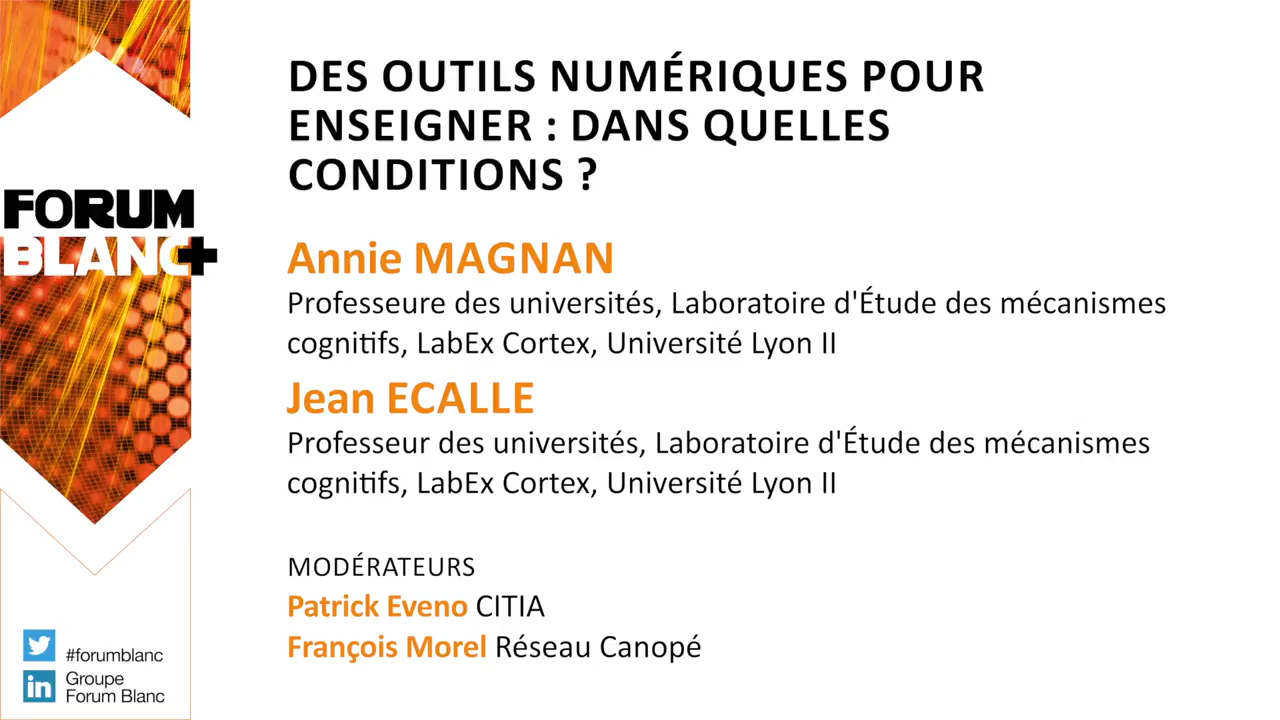 DES OUTILS NUMÉRIQUES POUR
ENSEIGNER : DANS QUELLES
CONDITIONS ?
FORUM
BLANC+
Annie MAGNAN
Professeure des universités, Laboratoire d'Étude des mécanismes
cognitifs, LabEx Cortex, Université Lyon II
Jean ECALLE
Professeur des universités, Laboratoire d'Étude des mécanismes
cognitifs, LabEx Cortex, Université Lyon II
MODÉRATEURS
Patrick Eveno CITIA
François Morel Réseau Canopé
#forumblanc
in
Groupe
Forum Blanc